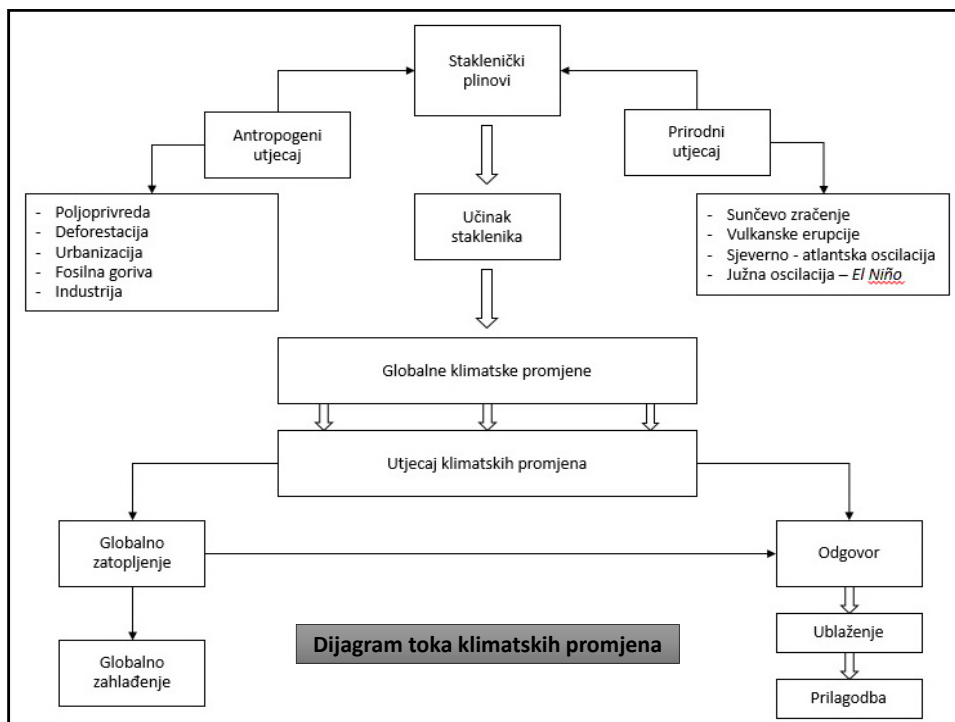 Staklenički
plinovi
Antropogeni
utjecaj
Prirodni
utjecaj
- Poljoprivreda
- Deforestacija
- Urbanizacija
- Fosilna goriva
- Industrija
Učinak
staklenika
- Sunčevo zračenje
- Vulkanske erupcije
- Sjeverno - atlantska oscilacija
- Južna oscilacija – El Niño
Globalne klimatske promjene
Utjecaj klimatskih promjena
Globalno
zatopljenje
Odgovor
Ublaženje
Dijagram toka klimatskih promjena
Globalno
zahlađenje
Prilagodba